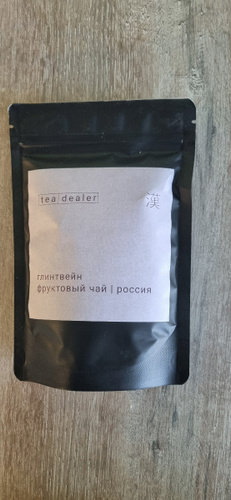 tea/dealer
漢
глинтвейн
фруктовый чай | россия